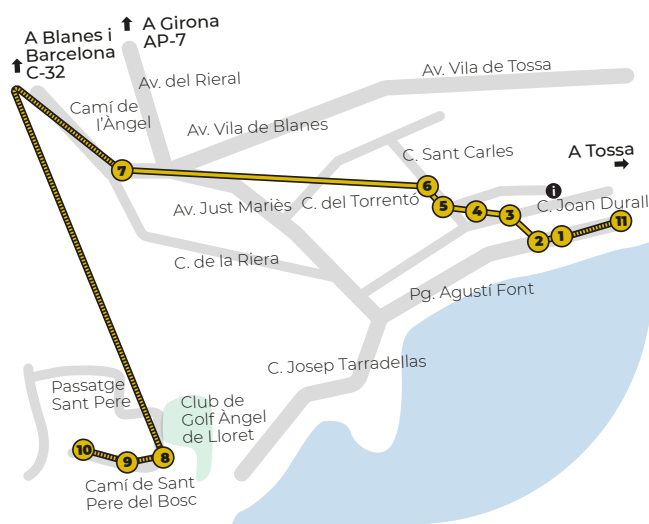 A Blanes i
Barcelona
C-32
A Girona
AP-7
Av. del Rieral
Av. Vila de Tossa
Camí de
l'Àngel
Av. Vila de Blanes
C. Sant Carles
A Tossa
7
6
i
Av. Just Mariès
C. del Torrentó
5
4
3
C. Joan Durall
2
1
11
C. de la Riera
Pg. Agustí Font
C. Josep Tarradellas
Passatge
Sant Pere
Club de
Golf Àngel
de Lloret
10
9
8
Camí de Sant
Pere del Bosc